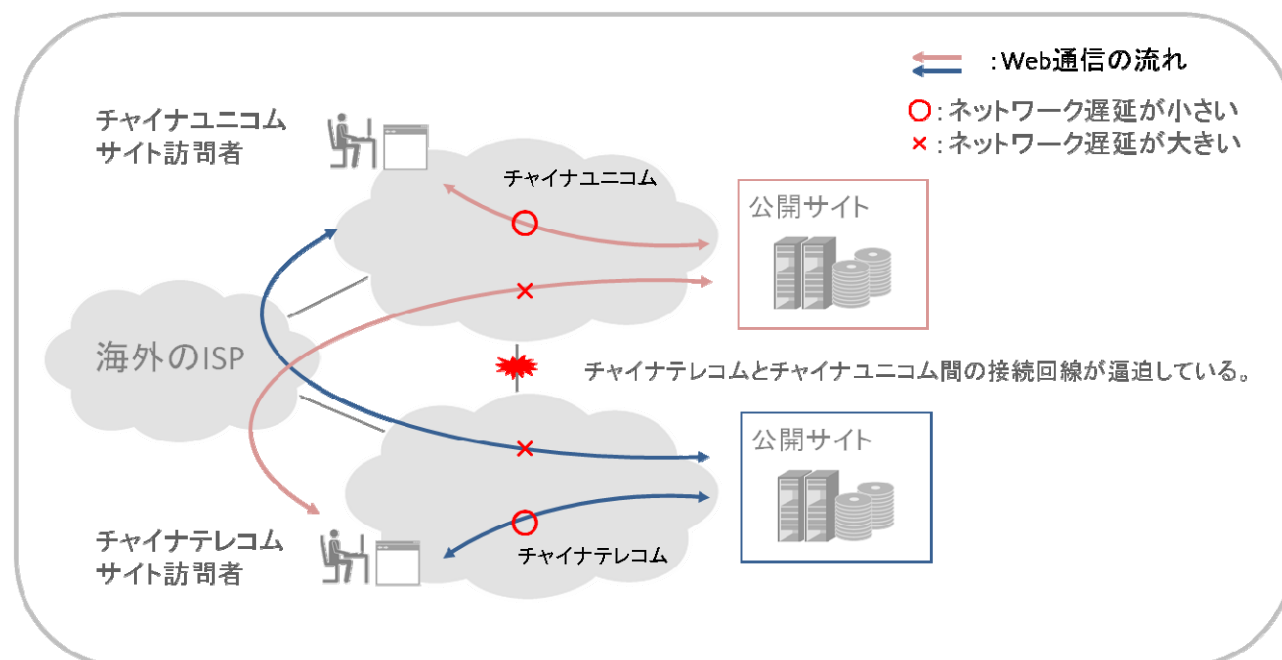 :Web通信の流れ
○:ネットワーク遅延が小さい
×:ネットワーク遅延が大きい
チャイナユニコム
サイト訪問者
チャイナユニコム
公開サイト
海外のISP
チャイナテレコムとチャイナユニコム間の接続回線が逼迫している。
公開サイト
チャイナテレコム
サイト訪問者
チャイナテレコム